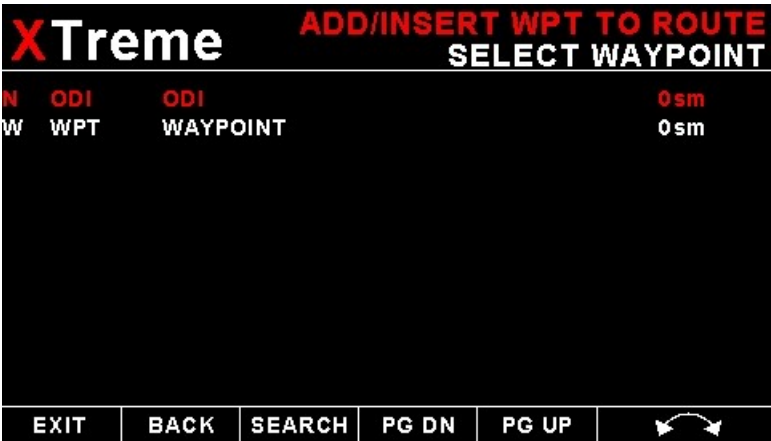 XTreme
ADD/INSERT WPT TO ROUTE
SELECT WAYPOINT
N ODI ODI 0sm
W WPT WAYPOINT 0sm
EXIT BACK SEARCH PG DN PG UP